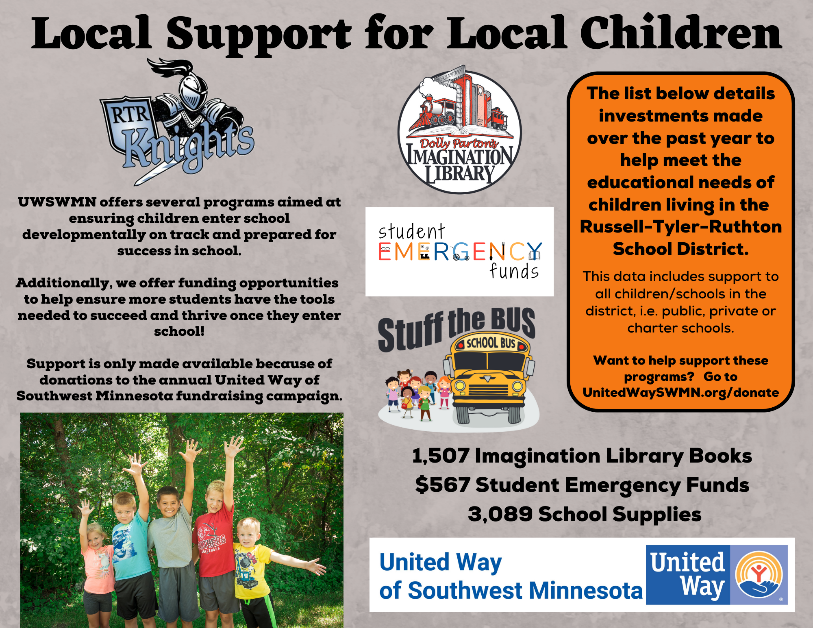 Local Support for Local Children
RTR
Knights
UWSWMN offers several programs aimed at
ensuring children enter school
developmentally on track and prepared for
success in school.
Additionally, we offer funding opportunities
to help ensure more students have the tools
needed to succeed and thrive once they enter
school!
Support is only made available because of
donations to the annual United Way of
Southwest Minnesota fundraising campaign.
Dolly Parton's
IMAGINATION
LIBRARY
student
EMERGENCY
funds
Stuff the BUS
SCHOOL BUS
The list below details
investments made
over the past year to
help meet the
educational needs of
children living in the
Russell-Tyler-Ruthton
School District.
This data includes support to
all children/schools in the
district, i.e. public, private or
charter schools.
Want to help support these
programs? Go to
UnitedWaySWMN.org/donate
1,507 Imagination Library Books
$567 Student Emergency Funds
3,089 School Supplies
United Way
of Southwest Minnesota
United
Way